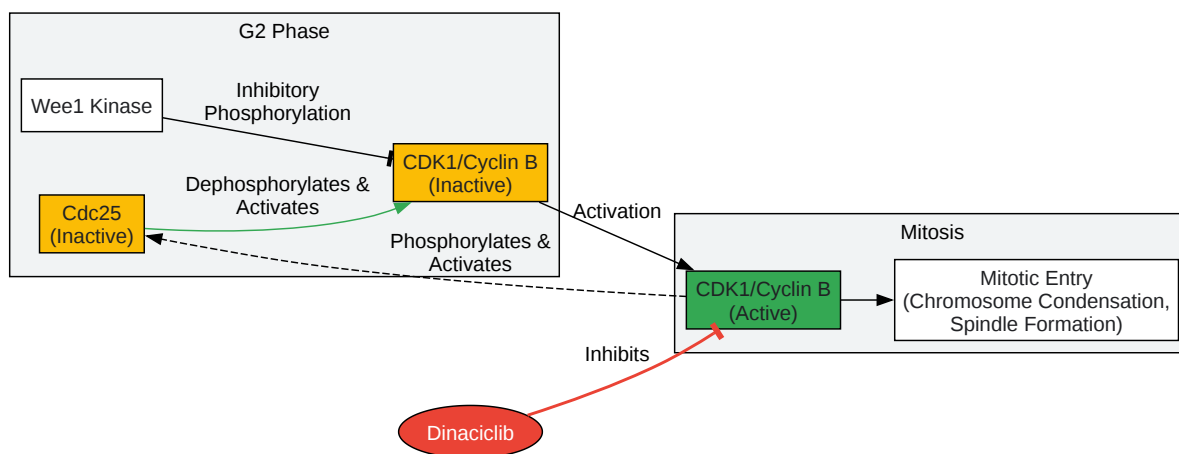 G2 Phase
Wee1 Kinase
Inhibitory
Phosphorylation
CDK1/Cyclin B
(Inactive)
Dephosphorylates &
Activates
Cdc25
(Inactive)
Activation
Phosphorylates &
Activates
Mitosis
CDK1/Cyclin B
(Active)
Mitotic Entry
(Chromosome Condensation,
Spindle Formation)
Inhibits
Dinaciclib